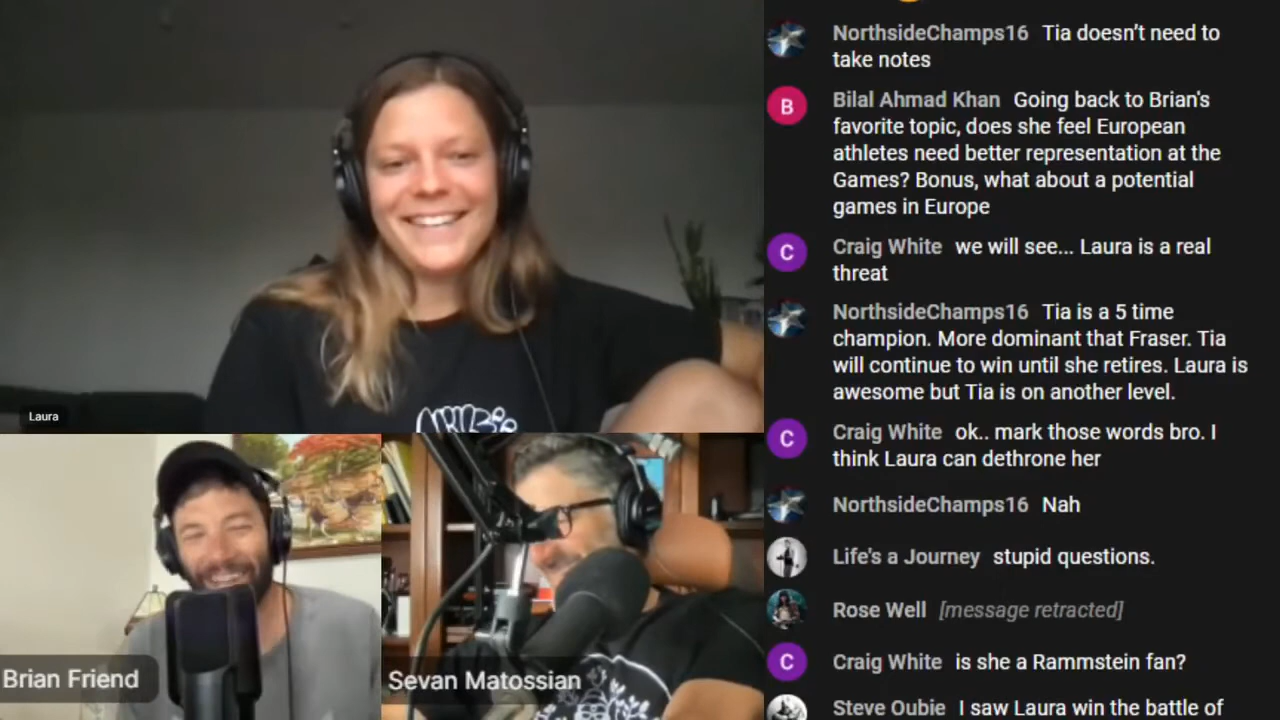 NorthsideChamps16 Tia doesn’t need to
take notes
B
Bilal Ahmad Khan Going back to Brian's
favorite topic, does she feel European
athletes need better representation at the
Games? Bonus, what about a potential
games in Europe
C
Craig White we will see... Laura is a real
threat
NorthsideChamps16 Tia is a 5 time
champion. More dominant that Fraser. Tia
will continue to win until she retires. Laura is
awesome but Tia is on another level.
C
Craig White ok.. mark those words bro. I
think Laura can dethrone her
NorthsideChamps16 Nah
Life's a Journey stupid questions.
Rose Well [message retracted]
C
Craig White is she a Rammstein fan?
Steve Oubie I saw Laura win the battle of
Laura
Brian Friend
Sevan Matossian